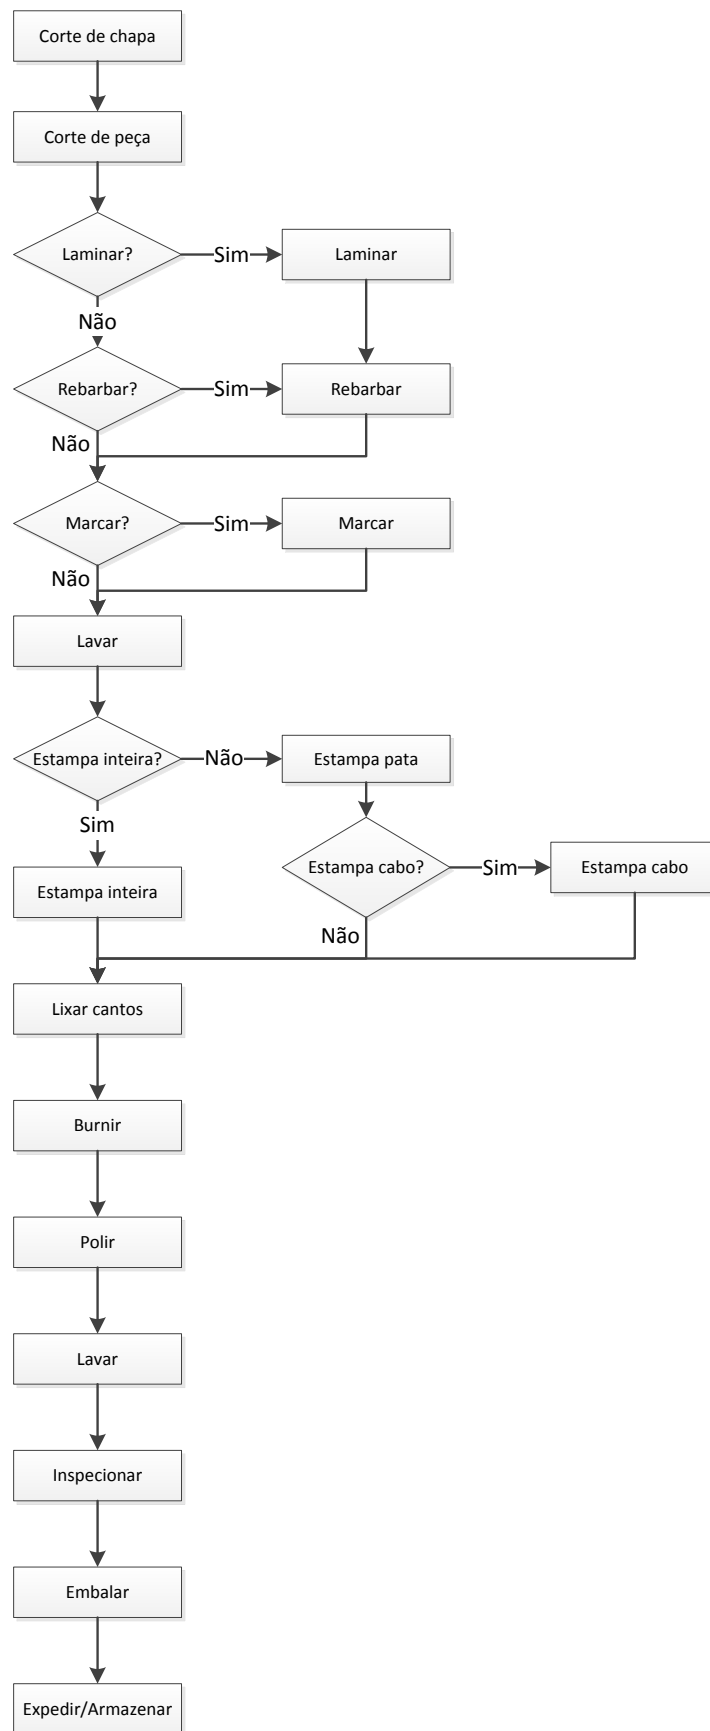 Corte de chapa
Corte de peça
Laminar?
Sim
Laminar
Não
Rebarbar?
Sim
Rebarbar
Não
Marcar?
Sim
Marcar
Não
Lavar
Estampa inteira?
Não
Estampa pata
Sim
Estampa cabo?
Sim
Estampa cabo
Estampa inteira
Não
Lixar cantos
Burnir
Polir
Lavar
Inspecionar
Embalar
Expedir/Armazenar